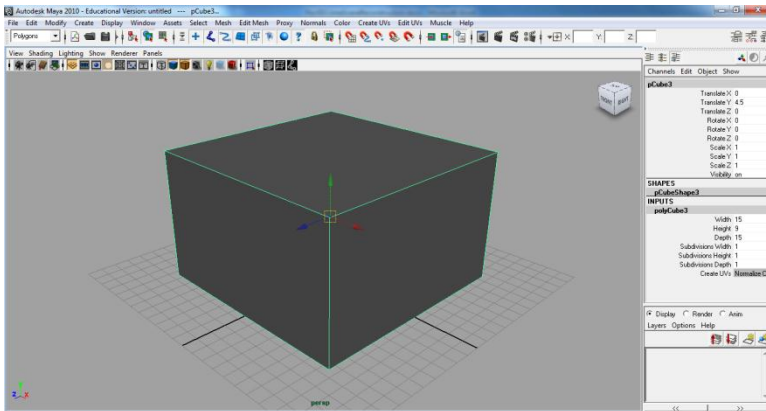 Autodesk Maya 2010 - Educational Version: untitled --- pCube3...
File Edit Modify Create Display Window Assets Select Mesh Edit Mesh Proxy Normals Color Create UVs Edit UVs Muscle Help
Polygons X: Y: Z:
View Shading Lighting Show Renderer Panels
Channels Edit Object Show
pCube3
Translate X 0
Translate Y 4.5
Translate Z 0
Rotate X 0
Rotate Y 0
Rotate Z 0
Scale X 1
Scale Y 1
Scale Z 1
Visibility on
SHAPES
pCubeShape3
INPUTS
polyCube3
Width 15
Height 9
Depth 15
Subdivisions Width 1
Subdivisions Height 1
Subdivisions Depth 1
Create UVs Normalize C
Display Render Anim
Layers Options Help
<< >>
persp
z x